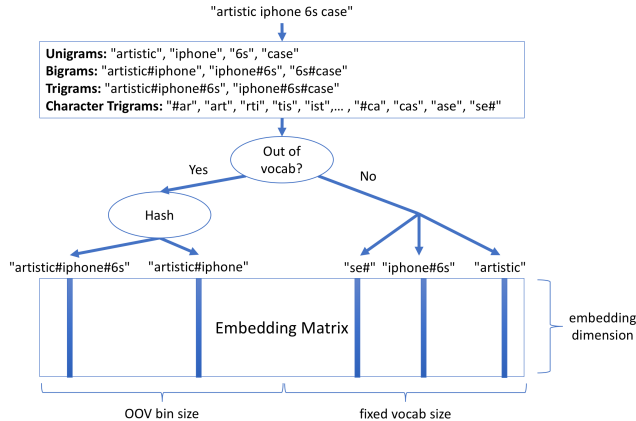 "artistic iphone 6s case"
Unigrams: "artistic", "iphone", "6s", "case"
Bigrams: "artistic#iphone", "iphone#6s", "6s#case"
Trigrams: "artistic#iphone#6s", "iphone#6s#case"
Character Trigrams: "#ar", "art", "rti", "tis", "ist",… , "#ca", "cas", "ase", "se#"
Out of
vocab?
Yes
No
Hash
"artistic#iphone#6s" "artistic#iphone" "se#" "iphone#6s" "artistic"
Embedding Matrix
embedding
dimension
OOV bin size
fixed vocab size